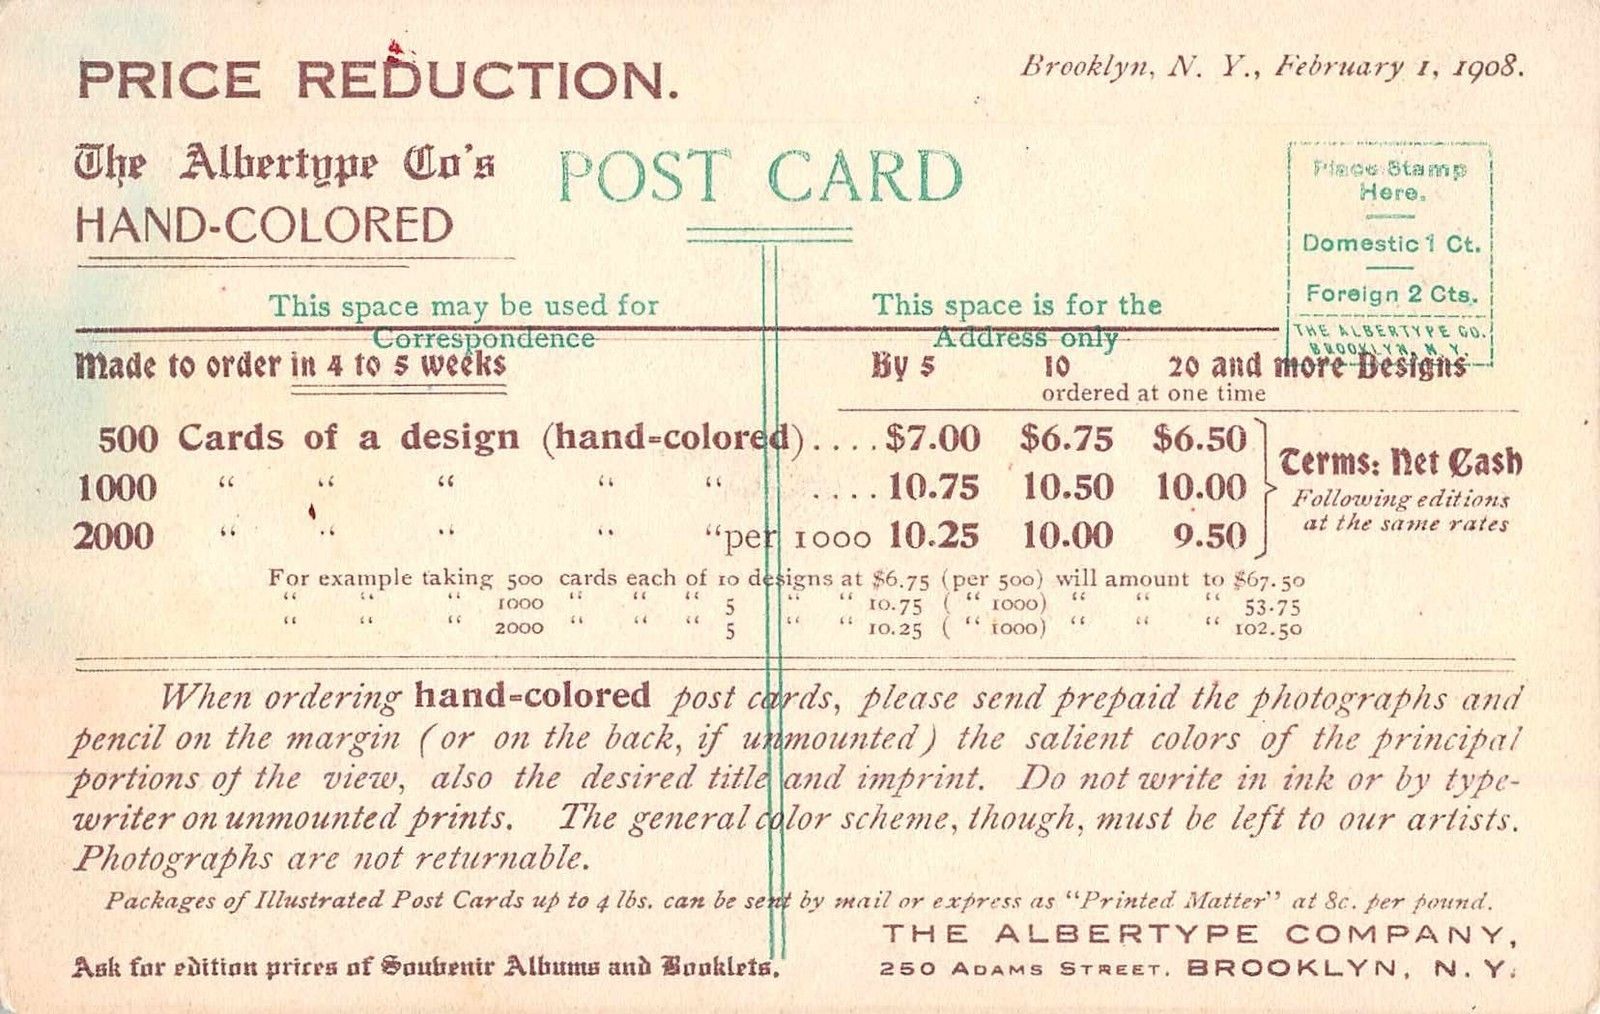 PRICE REDUCTION.
Brooklyn, N. Y., February 1, 1908.
The Albertype Co's
HAND-COLORED
POST CARD
Place Stamp
Here.
Domestic 1 Ct.
Foreign 2 Cts.
THE ALBERTYPE CO.
BROOKLYN, N. Y.
This space may be used for
Correspondence
This space is for the
Address only
Made to order in 4 to 5 weeks
By 5 10 20 and more Designs
ordered at one time
500 Cards of a design (hand=colored).... $7.00 $6.75 $6.50
1000 “ “ “ “ “ .... 10.75 10.50 10.00
2000 “ “ “ “ “ per 1000 10.25 10.00 9.50
Terms: Net Cash
Following editions
at the same rates
For example taking 500 cards each of 10 designs at $6.75 (per 500) will amount to $67.50
“ “ “ 1000 “ “ “ 5 “ “ 10.75 ( “ 1000) “ “ “ 53.75
“ “ “ 2000 “ “ “ 5 “ “ 10.25 ( “ 1000) “ “ “ 102.50
When ordering hand=colored post cards, please send prepaid the photographs and
pencil on the margin (or on the back, if unmounted) the salient colors of the principal
portions of the view, also the desired title and imprint. Do not write in ink or by type-
writer on unmounted prints. The general color scheme, though, must be left to our artists.
Photographs are not returnable.
Packages of Illustrated Post Cards up to 4 lbs. can be sent by mail or express as “Printed Matter” at 8c. per pound.
THE ALBERTYPE COMPANY,
Ask for edition prices of Souvenir Albums and Booklets.
250 ADAMS STREET, BROOKLYN, N. Y.